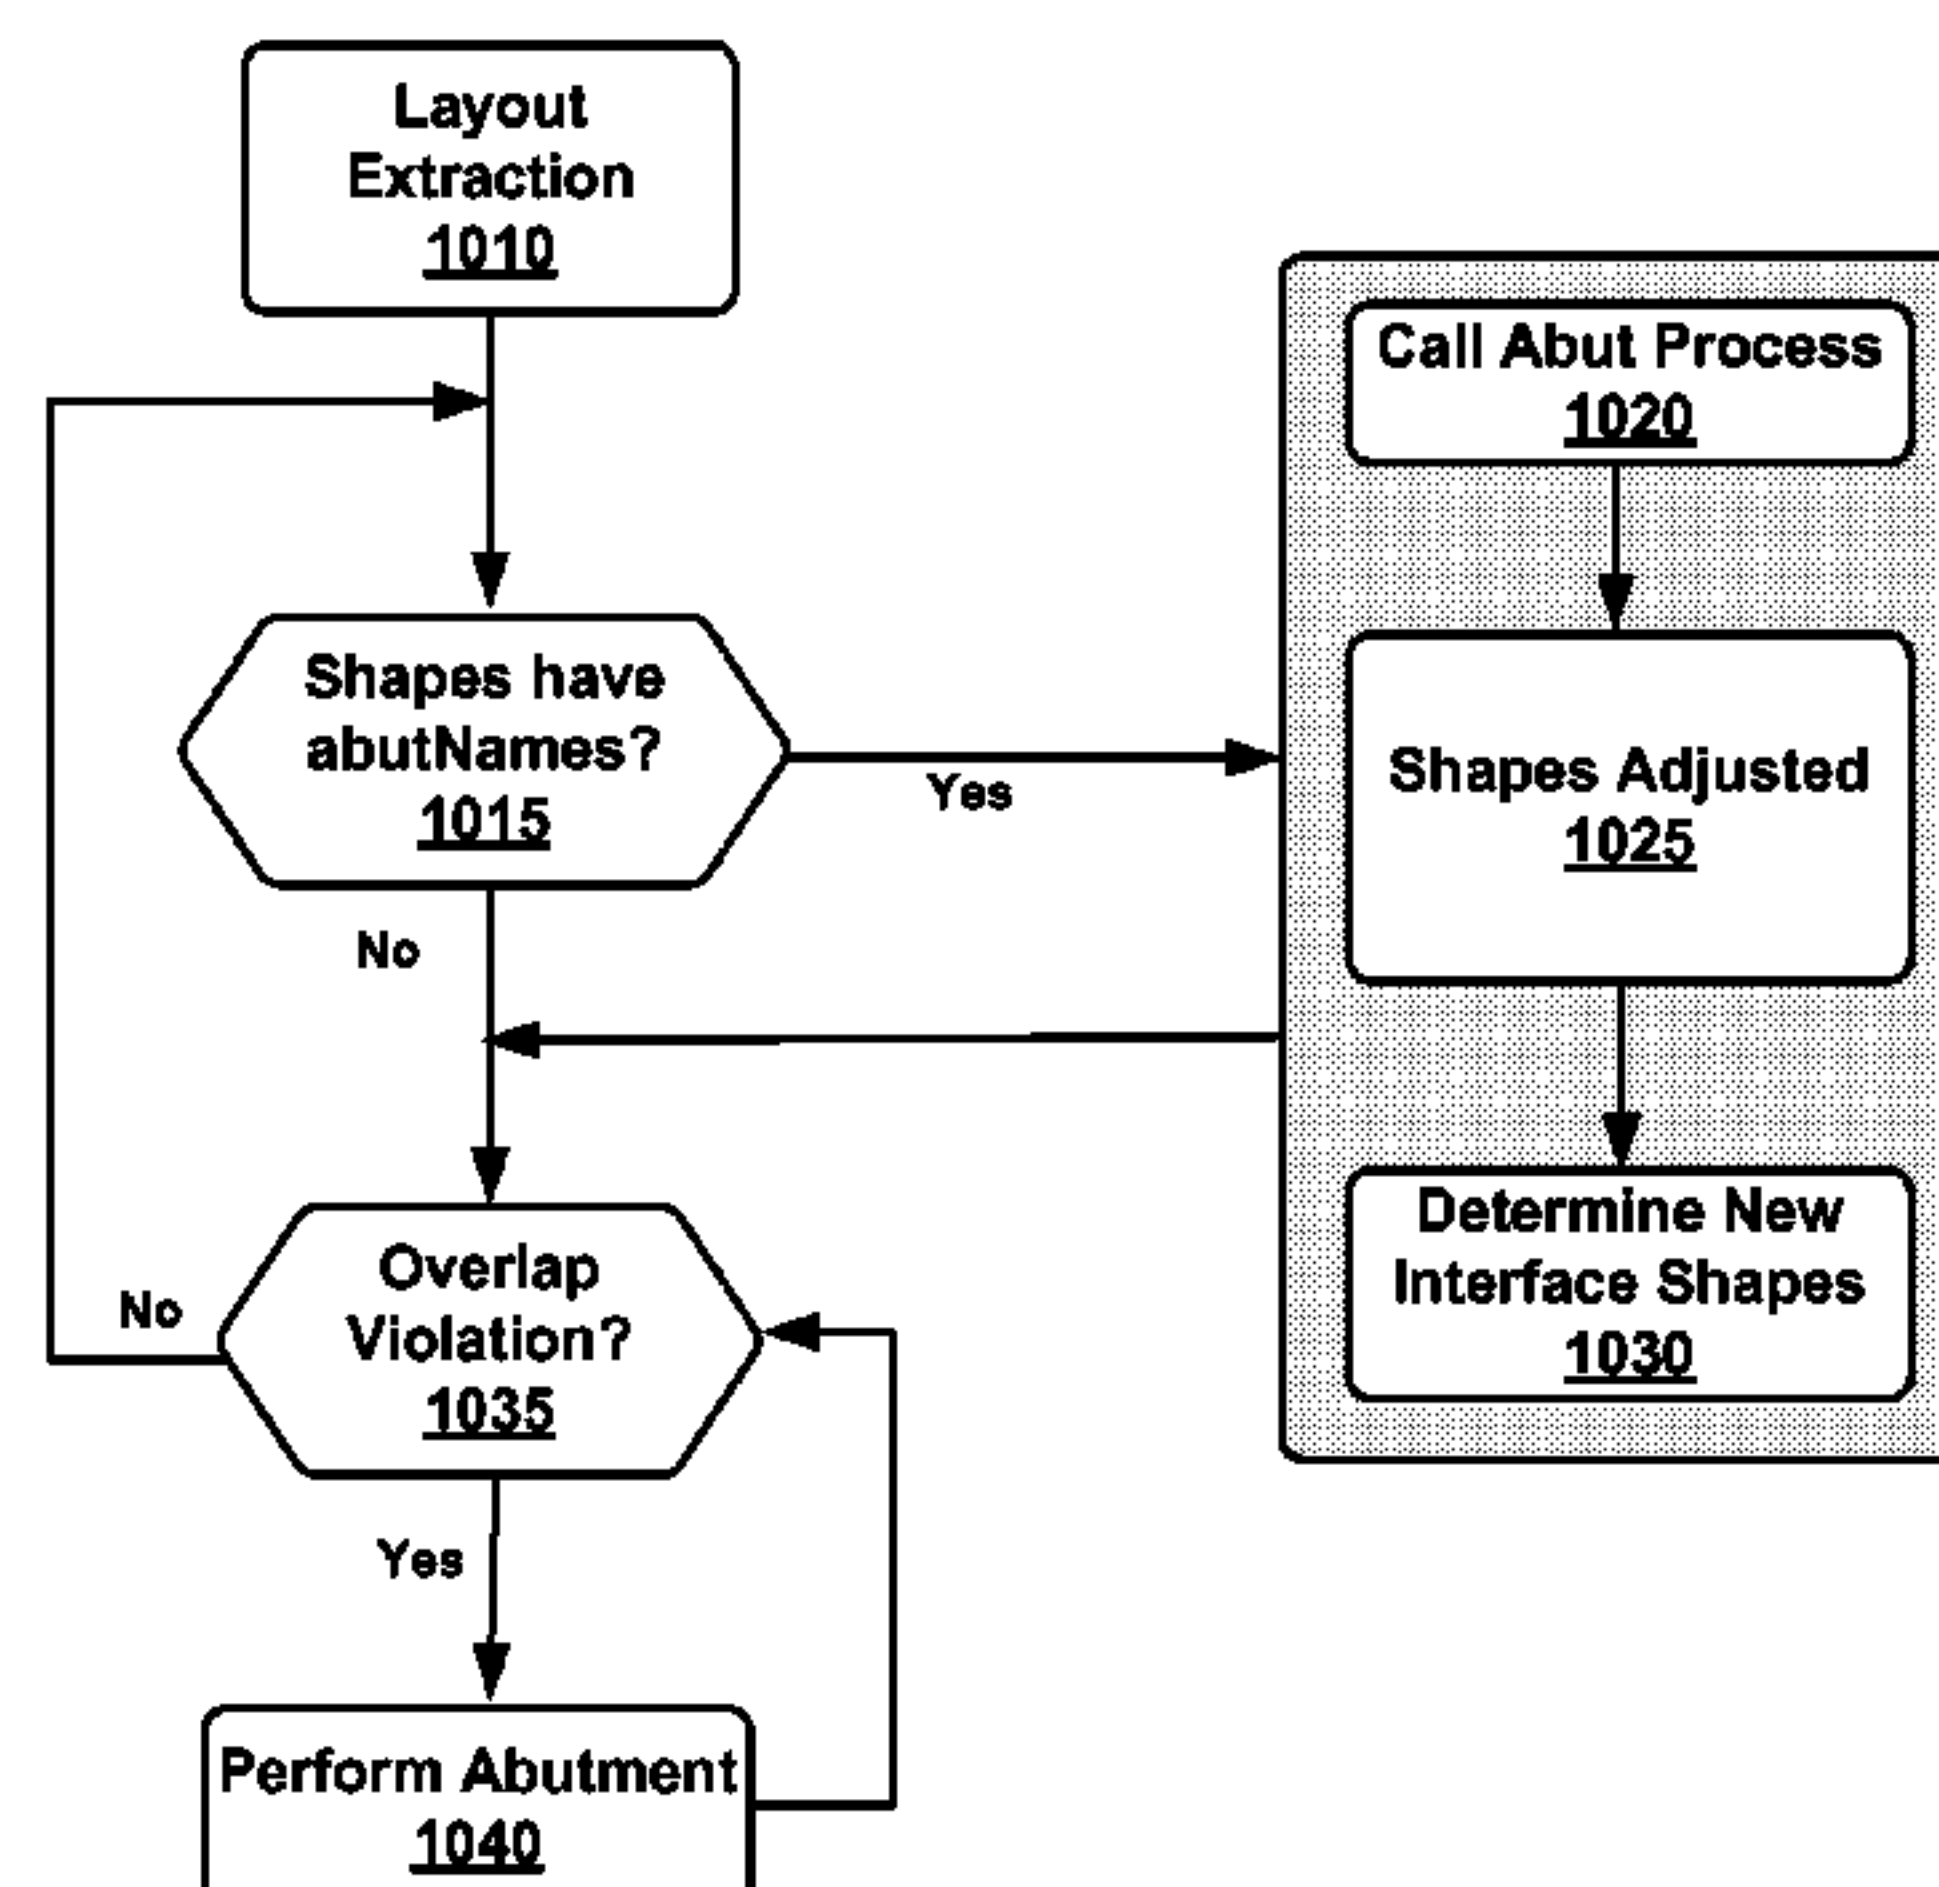 Layout
Extraction
1010
Shapes have
abutNames?
1015
Yes
No
Call Abut Process
1020
Shapes Adjusted
1025
Determine New
Interface Shapes
1030
Overlap
Violation?
1035
No
Yes
Perform Abutment
1040